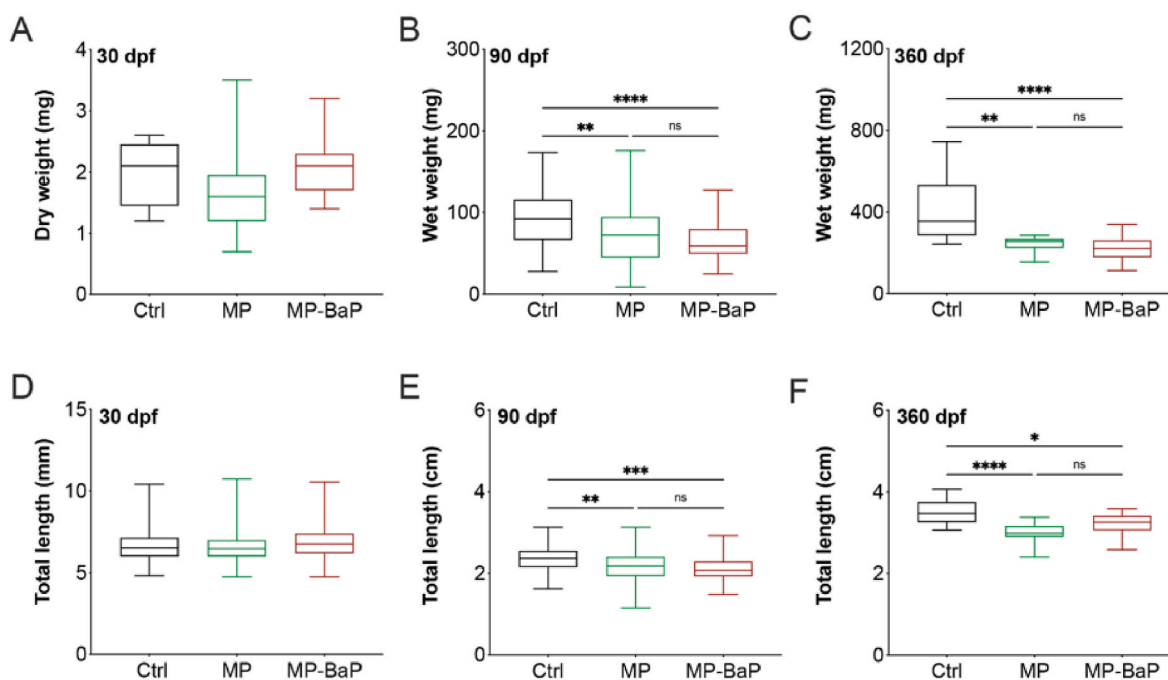 A
30 dpf
Dry weight (mg)
4
3
2
1
0
Ctrl MP MP-BaP
B
90 dpf
Wet weight (mg)
300
200
100
0
****
** ns
Ctrl MP MP-BaP
C
360 dpf
Wet weight (mg)
1200
800
400
0
****
** ns
Ctrl MP MP-BaP
D
30 dpf
Total length (mm)
15
10
5
0
Ctrl MP MP-BaP
E
90 dpf
Total length (cm)
6
4
2
0
***
** ns
Ctrl MP MP-BaP
F
360 dpf
Total length (cm)
6
4
2
0
*
**** ns
Ctrl MP MP-BaP